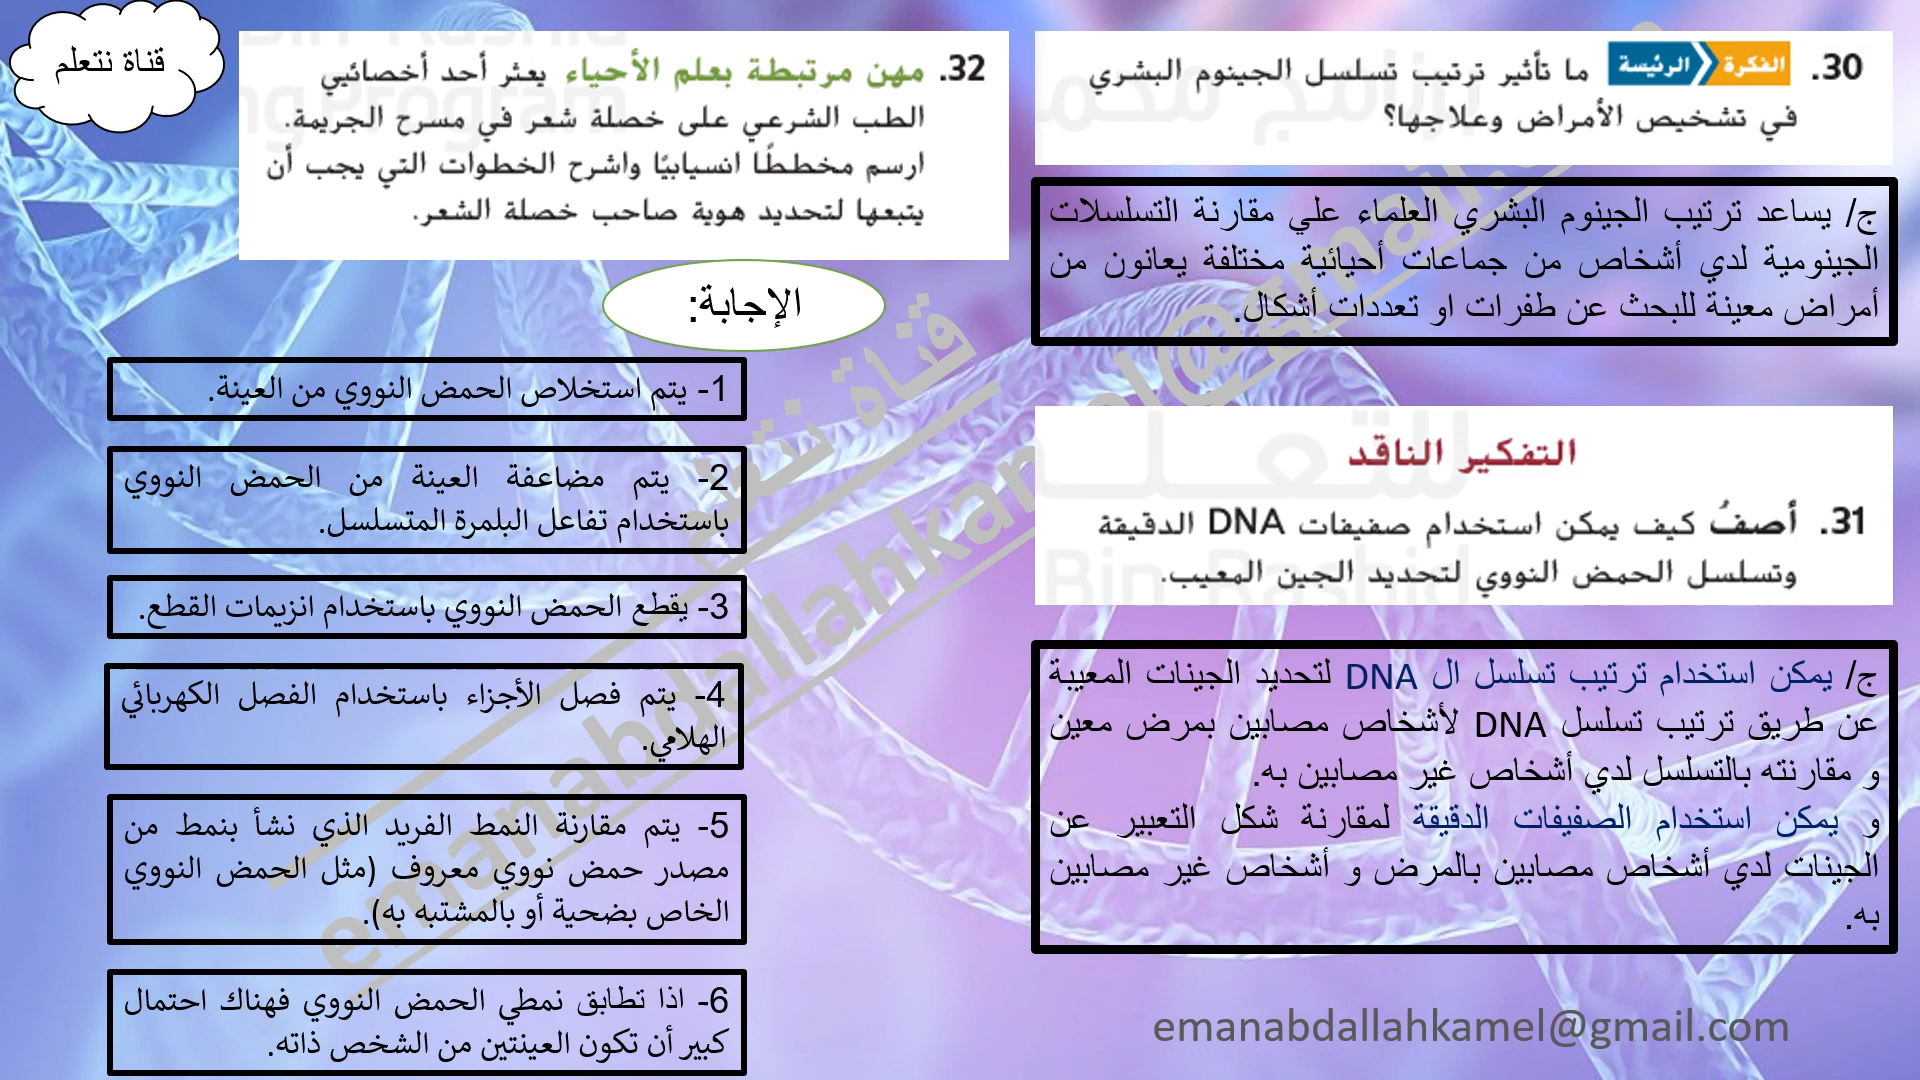 قناة نتعلم
30. الفكرة الرئيسة ما تأثير ترتيب تسلسل الجينوم البشري
في تشخيص الأمراض وعلاجها؟
ج/ يساعد ترتيب الجينوم البشري العلماء علي مقارنة التسلسلات
الجينومية لدي أشخاص من جماعات أحيائية مختلفة يعانون من
أمراض معينة للبحث عن طفرات او تعددات أشكال.
التفكير الناقد
31. أصفُ كيف يمكن استخدام صفيفات DNA الدقيقة
وتسلسل الحمض النووي لتحديد الجين المعيب.
ج/ يمكن استخدام ترتيب تسلسل ال DNA لتحديد الجينات المعيبة
عن طريق ترتيب تسلسل DNA لأشخاص مصابين بمرض معين
و مقارنته بالتسلسل لدي أشخاص غير مصابين به.
و يمكن استخدام الصفيفات الدقيقة لمقارنة شكل التعبير عن
الجينات لدي أشخاص مصابين بالمرض و أشخاص غير مصابين
به.
emanabdallahkamel@gmail.com
32. مهن مرتبطة بعلم الأحياء يعثر أحد أخصائيي
الطب الشرعي على خصلة شعر في مسرح الجريمة.
ارسم مخططًا انسيابيًا واشرح الخطوات التي يجب أن
يتبعها لتحديد هوية صاحب خصلة الشعر.
الإجابة:
1- يتم استخلاص الحمض النووي من العينة.
2- يتم مضاعفة العينة من الحمض النووي
باستخدام تفاعل البلمرة المتسلسل.
3- يقطع الحمض النووي باستخدام انزيمات القطع.
4- يتم فصل الأجزاء باستخدام الفصل الكهربائي
الهلامي.
5- يتم مقارنة النمط الفريد الذي نشأ بنمط من
مصدر حمض نووي معروف (مثل الحمض النووي
الخاص بضحية أو بالمشتبه به).
6- اذا تطابق نمطي الحمض النووي فهناك احتمال
كبير أن تكون العينتين من الشخص ذاته.
قناة نتعلم
emanabdallahkamel@gmail.com